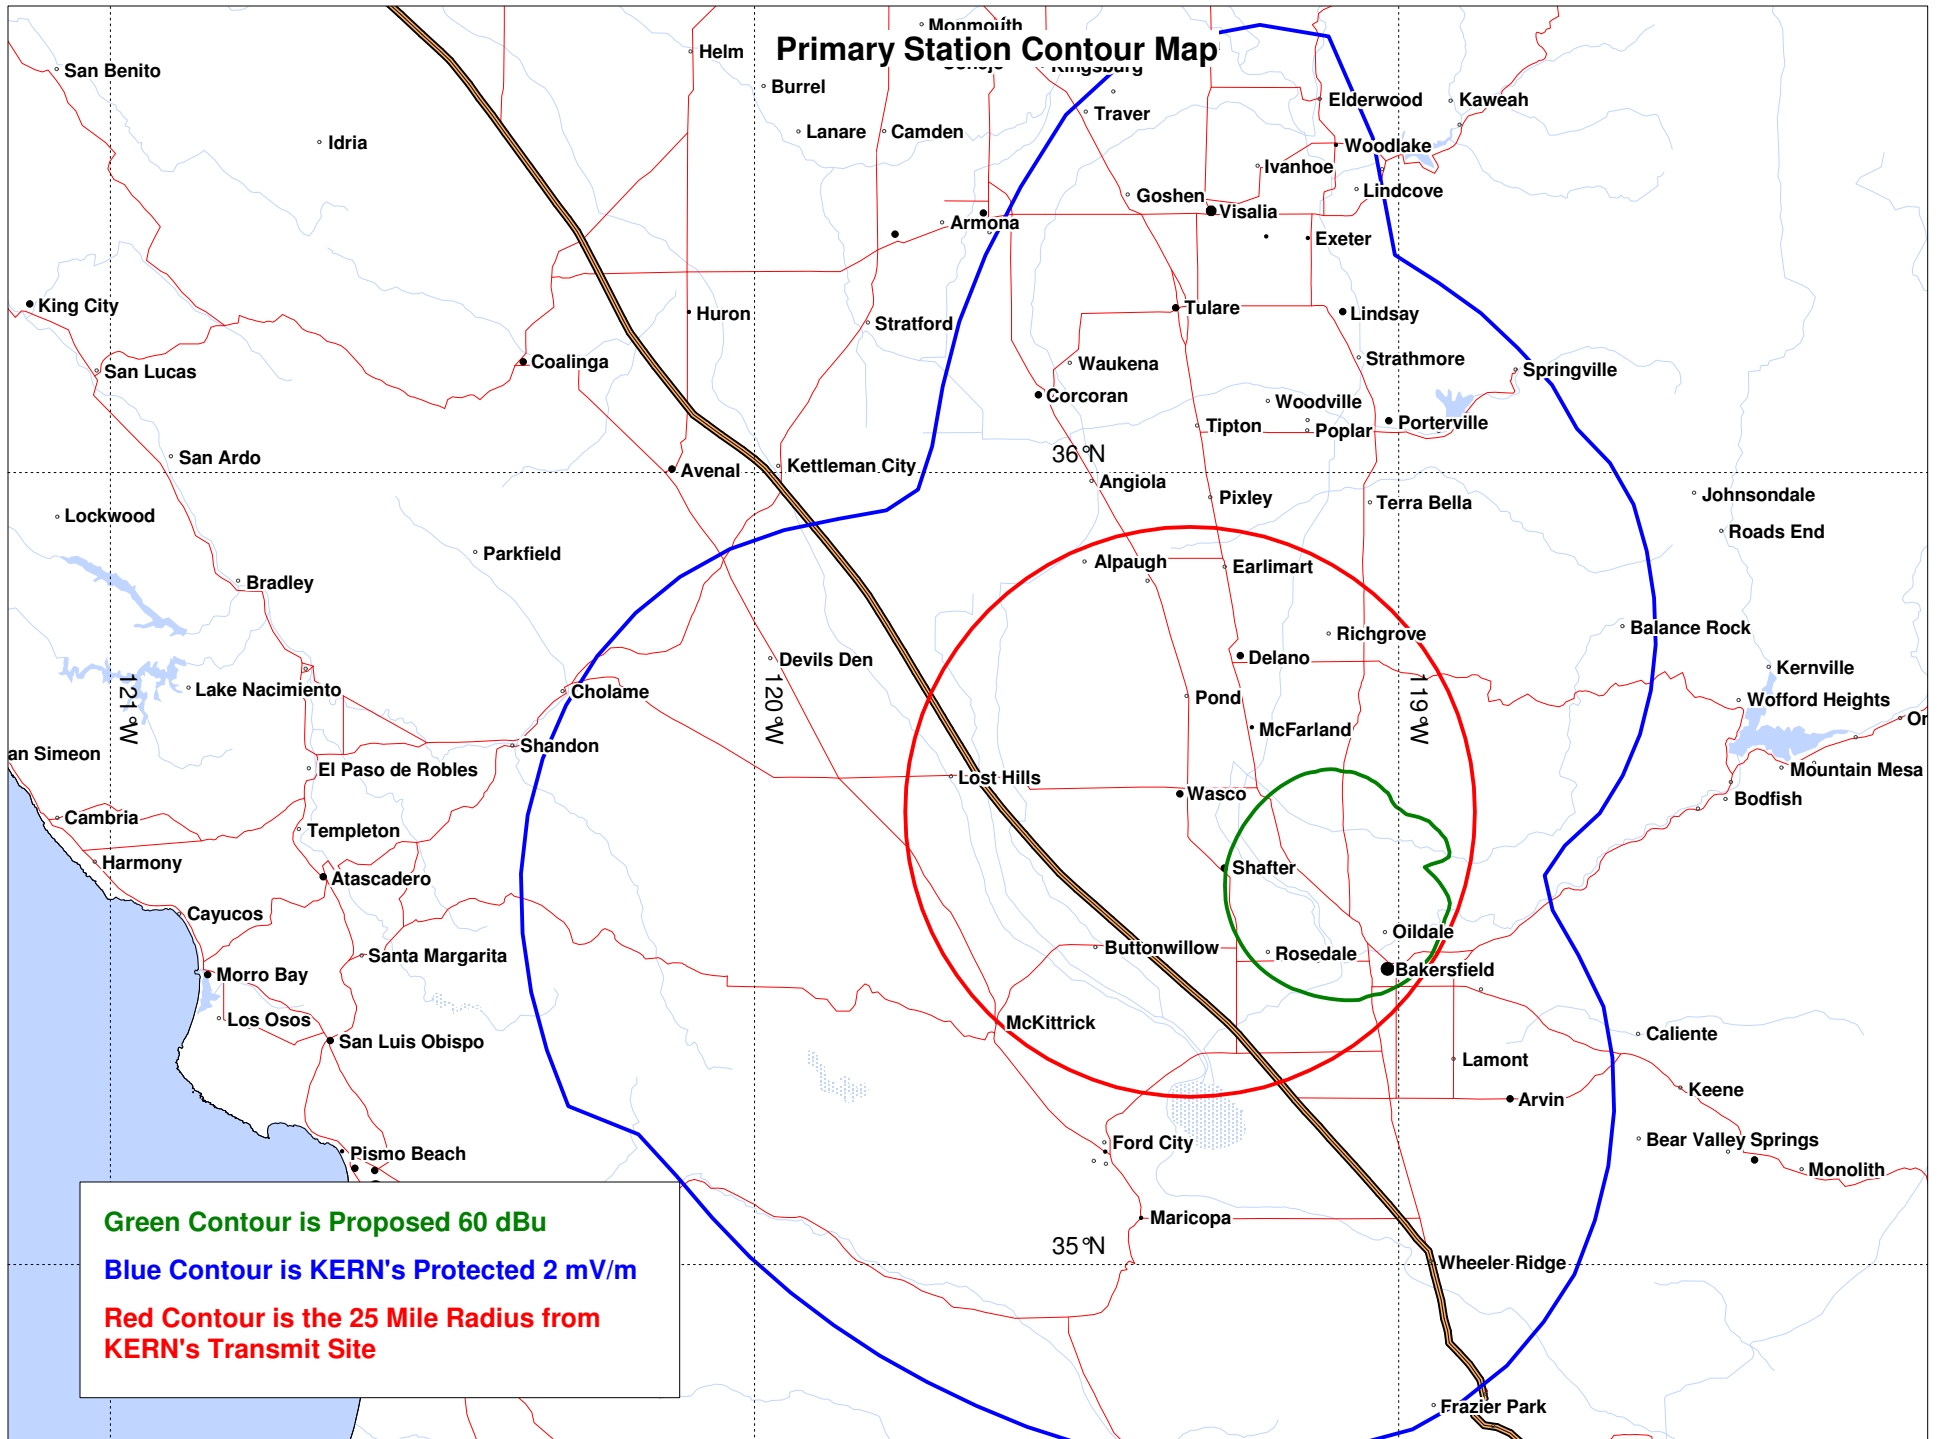 Monmouth
Primary Station Contour Map
Helm
Kingsburg
San Benito
Burrel
Elderwood
Kaweah
Traver
Lanare
Camden
Idria
Woodlake
Ivanhoe
Lindcove
Goshen
Visalia
Armona
Exeter
King City
Huron
Tulare
Lindsay
Stratford
Coalinga
Waukena
Strathmore
San Lucas
Springville
Corcoran
Woodville
Tipton
Poplar
Porterville
36°N
San Ardo
Avenal
Kettleman City
Angiola
Pixley
Terra Bella
Johnsondale
Lockwood
Roads End
Parkfield
Alpaugh
Earlimart
Bradley
Balance Rock
Richgrove
Devils Den
Delano
Kernville
Lake Nacimiento
Cholame
Pond
Wofford Heights
121°W
120°W
119°W
Or
McFarland
Shandon
an Simeon
El Paso de Robles
Lost Hills
Mountain Mesa
Wasco
Bodfish
Cambria
Templeton
Harmony
Shafter
Atascadero
Cayucos
Oildale
Santa Margarita
Buttonwillow
Rosedale
Morro Bay
Bakersfield
Los Osos
McKittrick
San Luis Obispo
Caliente
Lamont
Keene
Arvin
Pismo Beach
Ford City
Bear Valley Springs
Monolith
Maricopa
35°N
Wheeler Ridge
Frazier Park
Green Contour is Proposed 60 dBu
Blue Contour is KERN's Protected 2 mV/m
Red Contour is the 25 Mile Radius from
KERN's Transmit Site